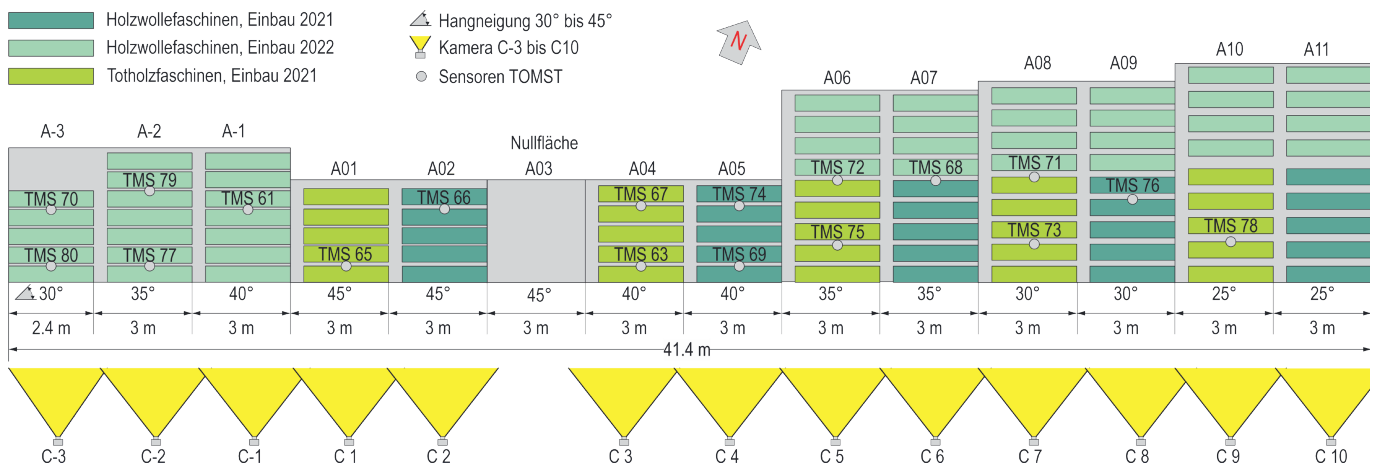 Holzwollefaschinen, Einbau 2021
Holzwollefaschinen, Einbau 2022
Totholzfaschinen, Einbau 2021
Hangneigung 30° bis 45°
Kamera C-3 bis C10
Sensoren TOMST
N
A-3 A-2 A-1 A01 A02 Nullfläche A03 A04 A05 A06 A07 A08 A09 A10 A11
TMS 72 TMS 68 TMS 71
TMS 70 TMS 79 TMS 61 TMS 66 TMS 67 TMS 74 TMS 76
TMS 75 TMS 73 TMS 78
TMS 80 TMS 77 TMS 65 TMS 63 TMS 69
30° 35° 40° 45° 45° 45° 40° 40° 35° 35° 30° 30° 25° 25°
2.4 m 3 m 3 m 3 m 3 m 3 m 3 m 3 m 3 m 3 m 3 m 3 m 3 m 3 m
41.4 m
C-3 C-2 C-1 C 1 C 2 C 3 C 4 C 5 C 6 C 7 C 8 C 9 C 10